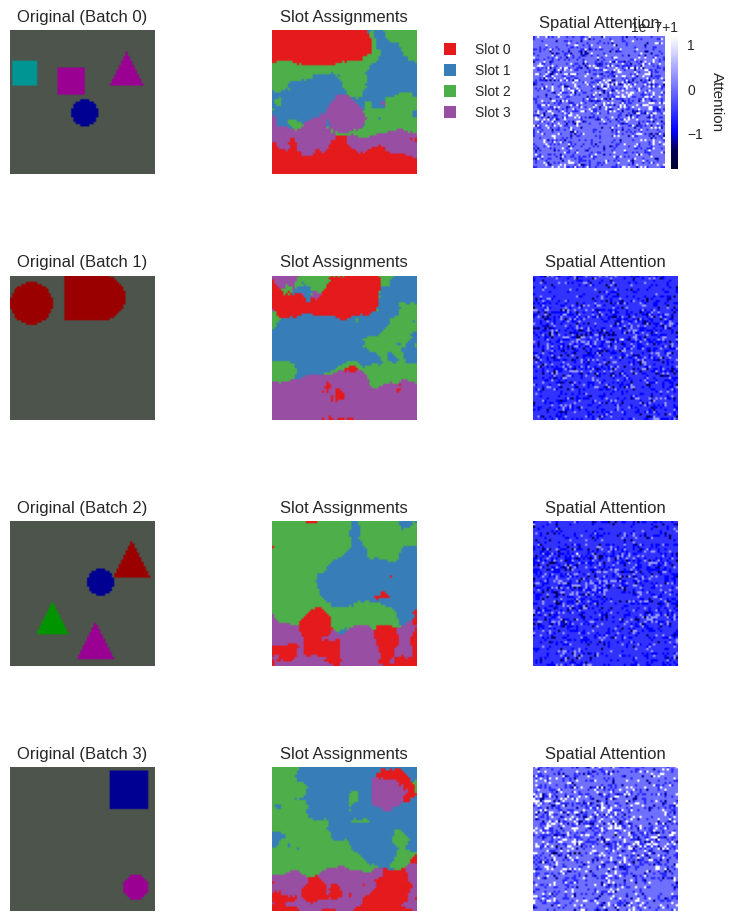 Original (Batch 0)
Slot Assignments
Slot 0
Slot 1
Slot 2
Slot 3
Spatial Attention
1e−7+1
1
0
−1
Attention
Original (Batch 1)
Slot Assignments
Spatial Attention
Original (Batch 2)
Slot Assignments
Spatial Attention
Original (Batch 3)
Slot Assignments
Spatial Attention